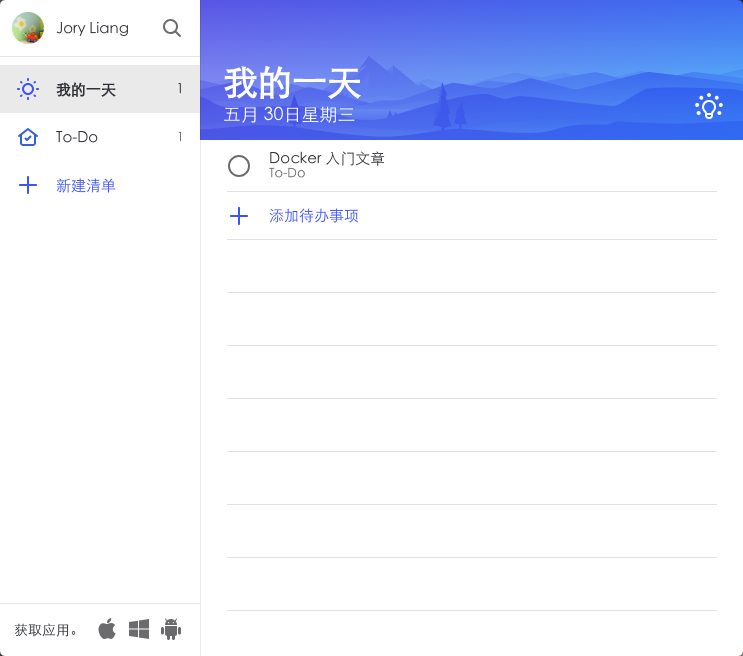 Jory Liang
我的一天 1
To-Do 1
新建清单
获取应用。
我的一天
五月 30日星期三
Docker 入门文章
To-Do
添加待办事项